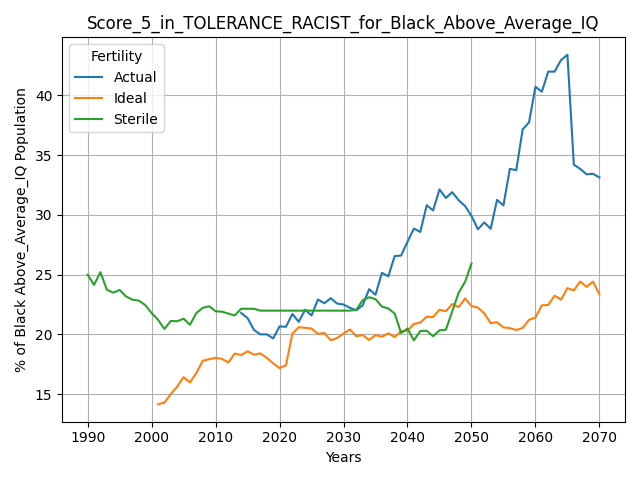 Score_5_in_TOLERANCE_RACIST_for_Black_Above_Average_IQ
Fertility
Actual
Ideal
Sterile
% of Black Above_Average_IQ Population
40
35
30
25
20
15
1990 2000 2010 2020 2030 2040 2050 2060 2070
Years